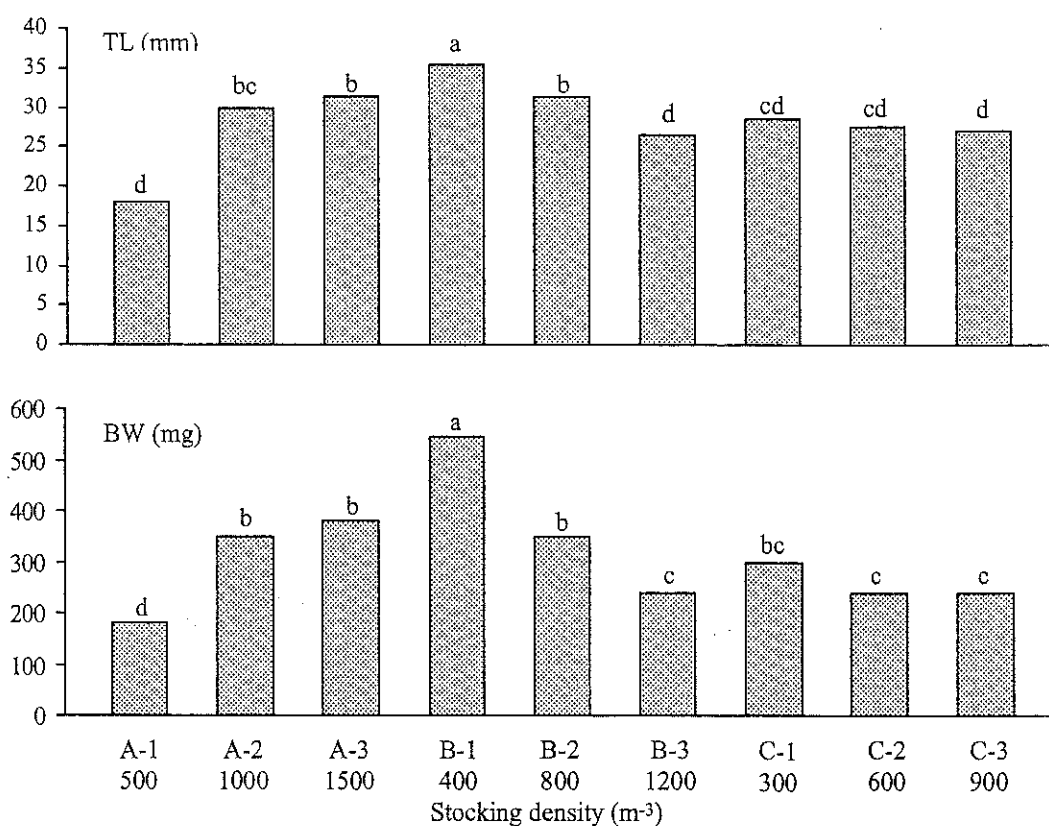 TL (mm)
40
35
30
25
20
15
10
5
0
d
bc
b
a
b
d
cd
cd
d
BW (mg)
600
500
400
300
200
100
0
d
b
b
a
b
c
bc
c
c
A-1 A-2 A-3 B-1 B-2 B-3 C-1 C-2 C-3
500 1000 1500 400 800 1200 300 600 900
Stocking density (m-3)